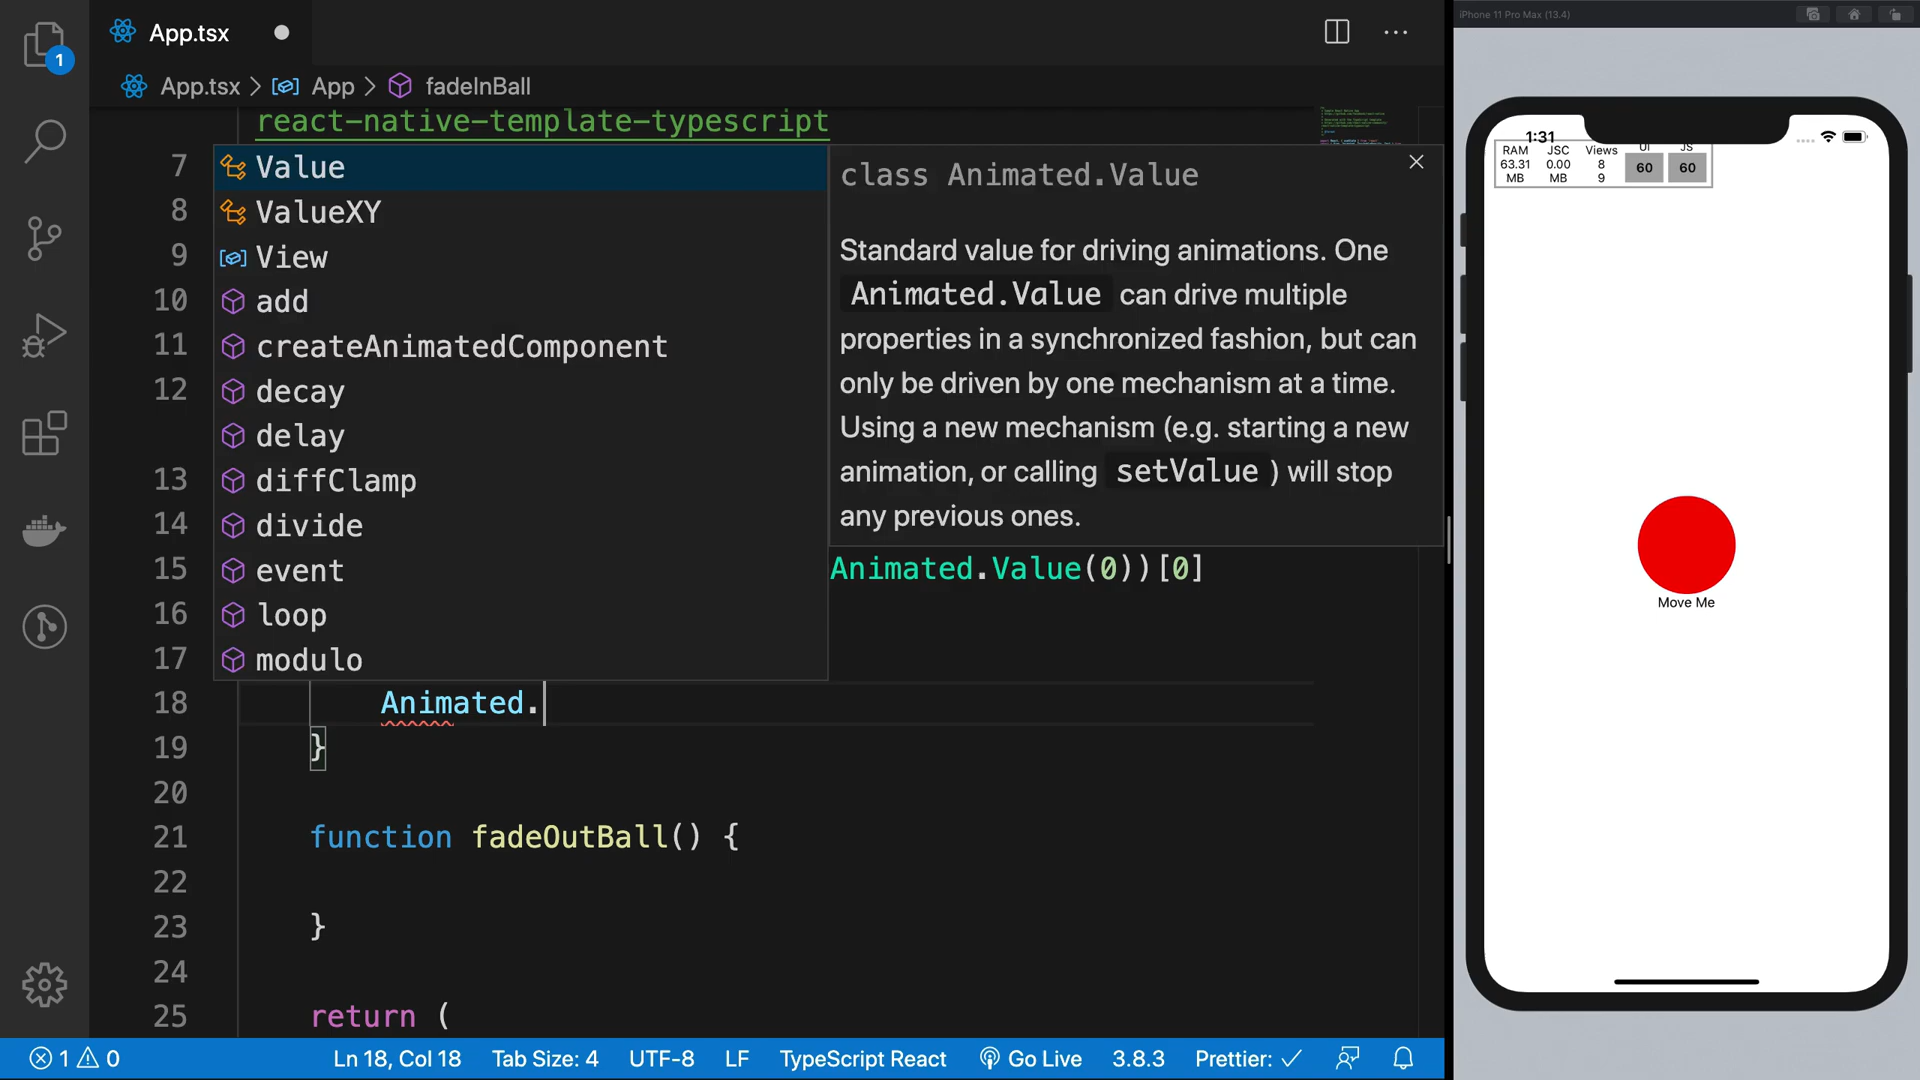 App.tsx
1
App.tsx > App > fadeInBall
react-native-template-typescript
7
8
9
10
11
12
13
14
15
16
17
18
19
20
21
22
23
24
25
Value
ValueXY
View
add
createAnimatedComponent
decay
delay
diffClamp
divide
event
loop
modulo
class Animated.Value
Standard value for driving animations. One
Animated.Value can drive multiple
properties in a synchronized fashion, but can
only be driven by one mechanism at a time.
Using a new mechanism (e.g. starting a new
animation, or calling setValue ) will stop
any previous ones.
Animated.Value(0))[0]
Animated.
}
function fadeOutBall() {
}
return (
1 0
Ln 18, Col 18
Tab Size: 4
UTF-8
LF
TypeScript React
Go Live
3.8.3
Prettier: ✓
iPhone 11 Pro Max (13.4)
1:31
RAM JSC Views UI JS
63.31 0.00 8 60 60
MB MB 9
Move Me